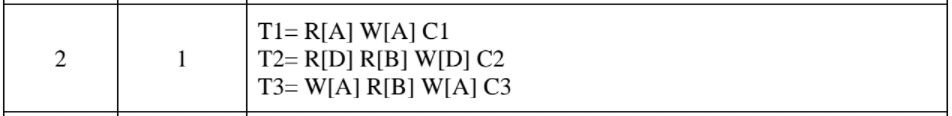 2 1 T1= R[A] W[A] C1
T2= R[D] R[B] W[D] C2
T3= W[A] R[B] W[A] C3